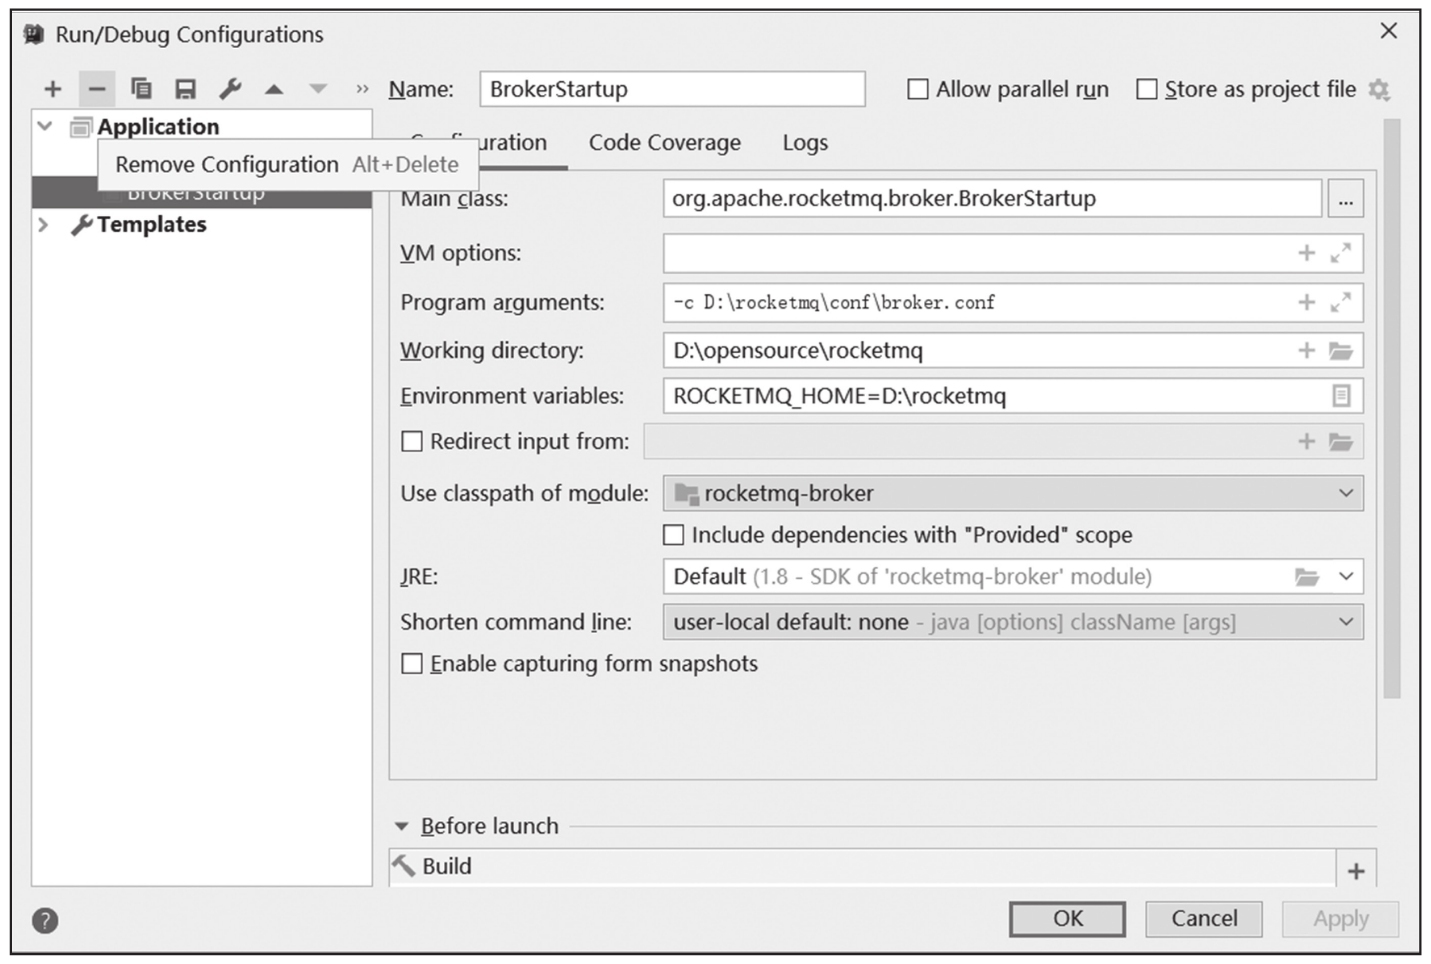 Run/Debug Configurations
Name: BrokerStartup Allow parallel run Store as project file
Application
Configuration Code Coverage Logs
Remove Configuration Alt+Delete
BrokerStartup
Templates
Main class: org.apache.rocketmq.broker.BrokerStartup ...
VM options:
Program arguments: -c D:\rocketmq\conf\broker.conf
Working directory: D:\opensource\rocketmq
Environment variables: ROCKETMQ_HOME=D:\rocketmq
Redirect input from:
Use classpath of module: rocketmq-broker
Include dependencies with "Provided" scope
JRE: Default (1.8 - SDK of 'rocketmq-broker' module)
Shorten command line: user-local default: none - java [options] className [args]
Enable capturing form snapshots
Before launch
Build
? OK Cancel Apply